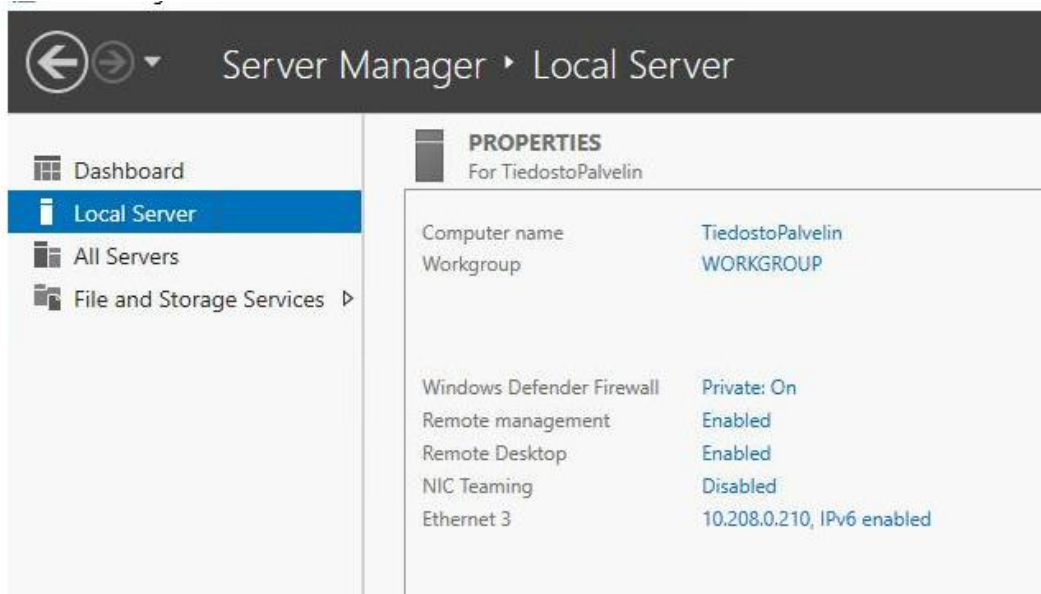 Server Manager ‣ Local Server
Dashboard
Local Server
All Servers
File and Storage Services
PROPERTIES
For TiedostoPalvelin
Computer name TiedostoPalvelin
Workgroup WORKGROUP
Windows Defender Firewall Private: On
Remote management Enabled
Remote Desktop Enabled
NIC Teaming Disabled
Ethernet 3 10.208.0.210, IPv6 enabled